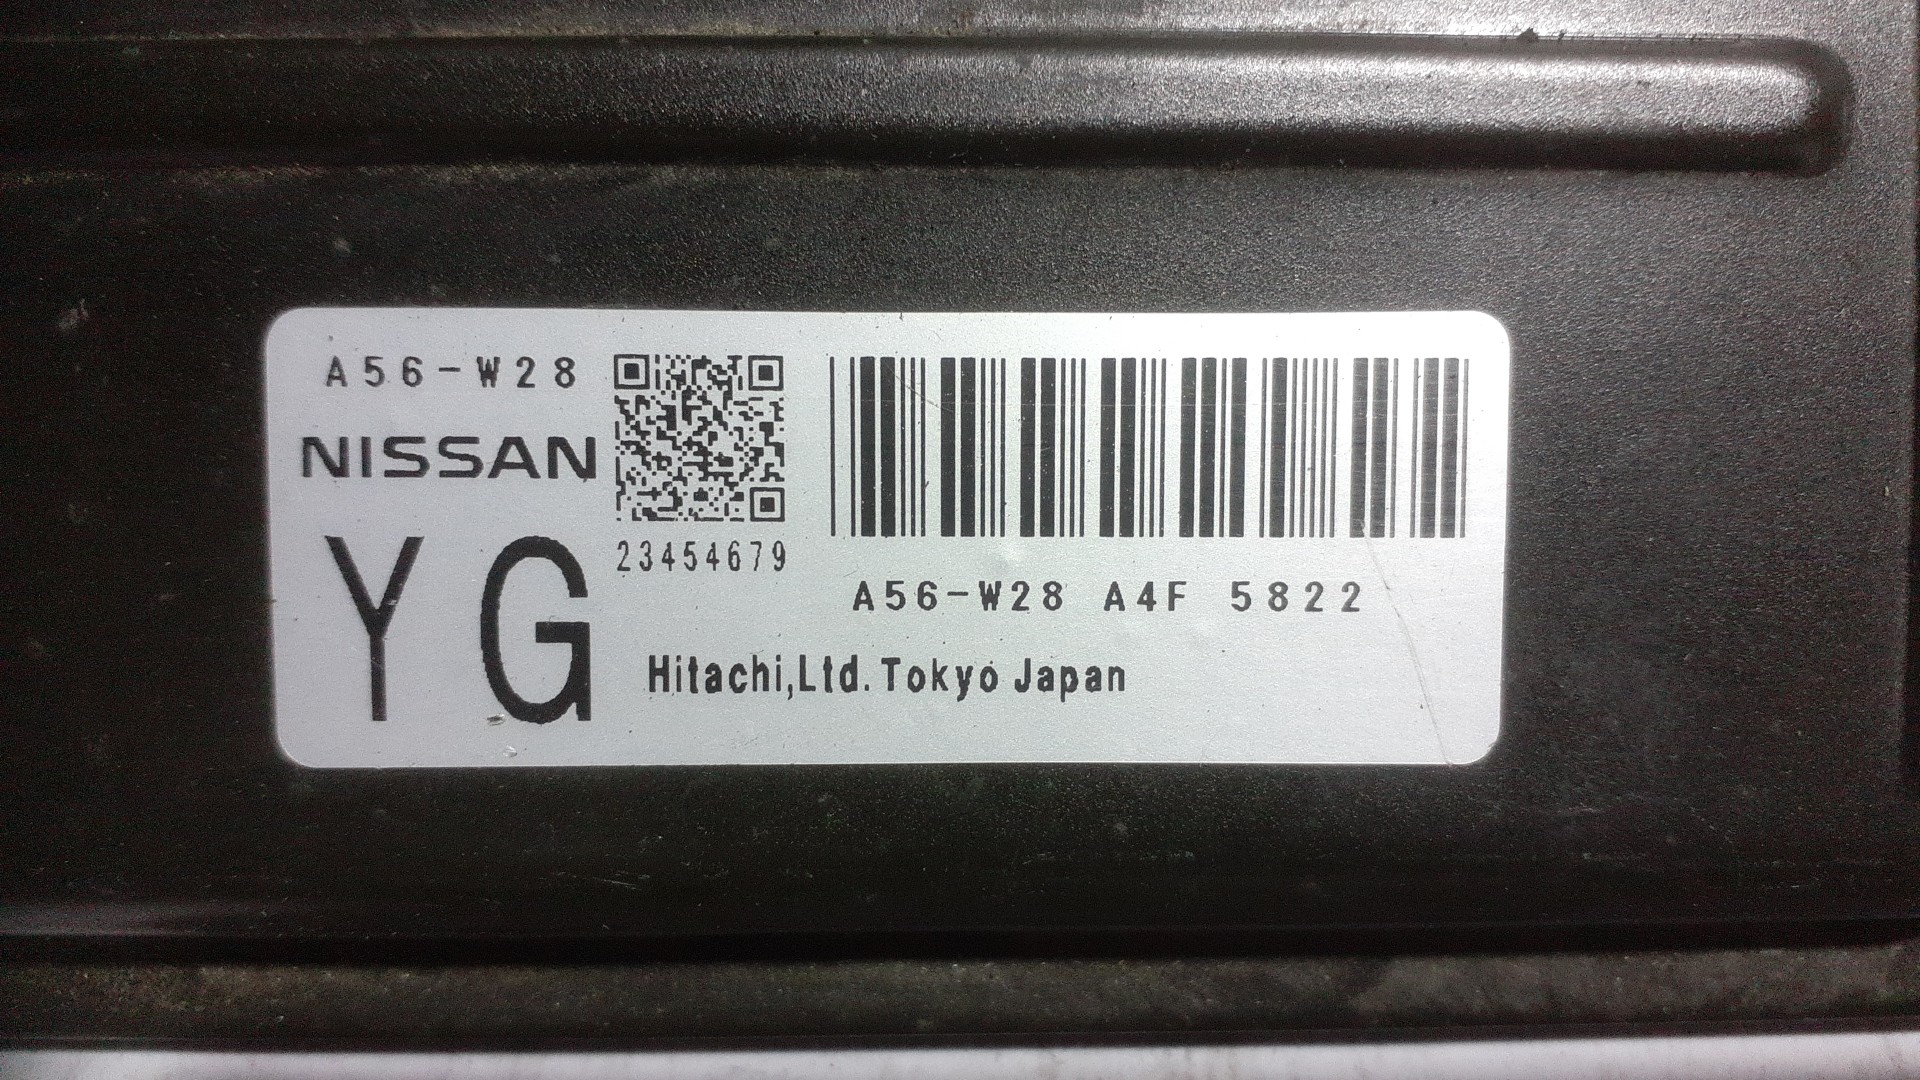 A56-W28
NISSAN
YG
23454679
A56-W28 A4F 5822
Hitachi,Ltd. Tokyo Japan